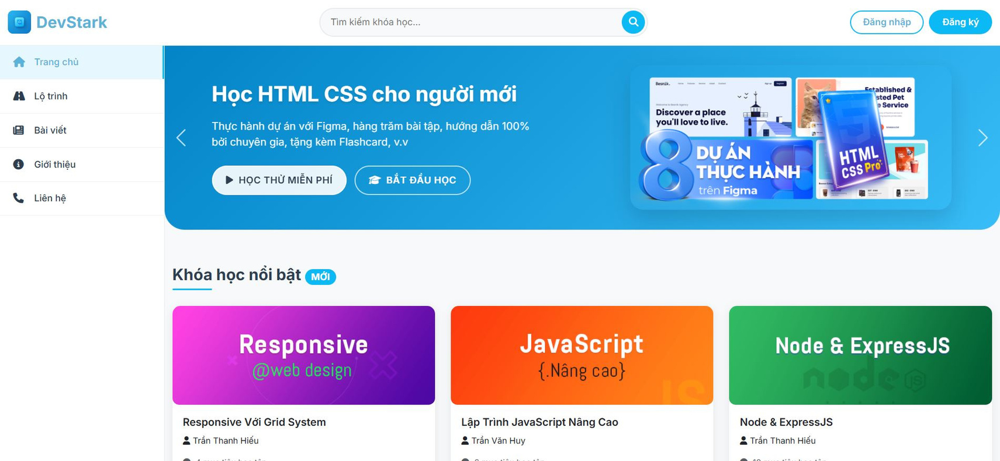 DevStark
Tìm kiếm khóa học...
Đăng nhập
Đăng ký
Trang chủ
Lộ trình
Bài viết
Giới thiệu
Liên hệ
Học HTML CSS cho người mới
Thực hành dự án với Figma, hàng trăm bài tập, hướng dẫn 100%
bởi chuyên gia, tặng kèm Flashcard, v.v
HỌC THỬ MIỄN PHÍ
BẮT ĐẦU HỌC
Besnik.
Discover a place
you'll love to live.
Established &
sted Pet
e Service
8
DỰ ÁN
THỰC HÀNH
trên Figma
HTML
CSS Pro
Khóa học nổi bật MỚI
Responsive
@web design
JavaScript
{.Nâng cao}
JS
Node & ExpressJS
node JS
Responsive Với Grid System
Trần Thanh Hiếu
Lập Trình JavaScript Nâng Cao
Trần Văn Huy
Node & ExpressJS
Trần Thanh Hiếu